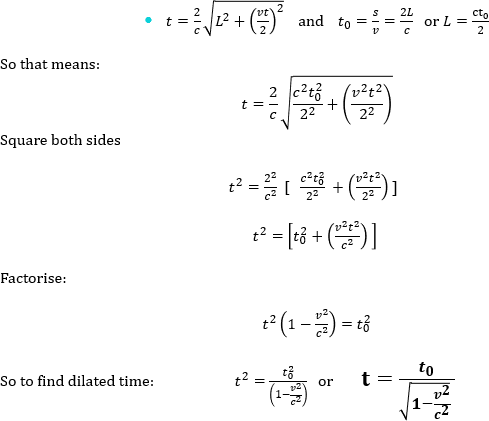 • t = 2/c √(L² + (vt/2)²) and t₀ = s/v = 2L/c or L = ct₀/2
So that means:
t = 2/c √(c²t₀²/2² + (v²t²/2²))
Square both sides
t² = 2²/c² [ c²t₀²/2² + (v²t²/2²) ]
t² = [t₀² + (v²t²/c²) ]
Factorise:
t² (1 − v²/c²) = t₀²
So to find dilated time: t² = t₀²/(1−v²/c²) or t = t₀/√(1−v²/c²)